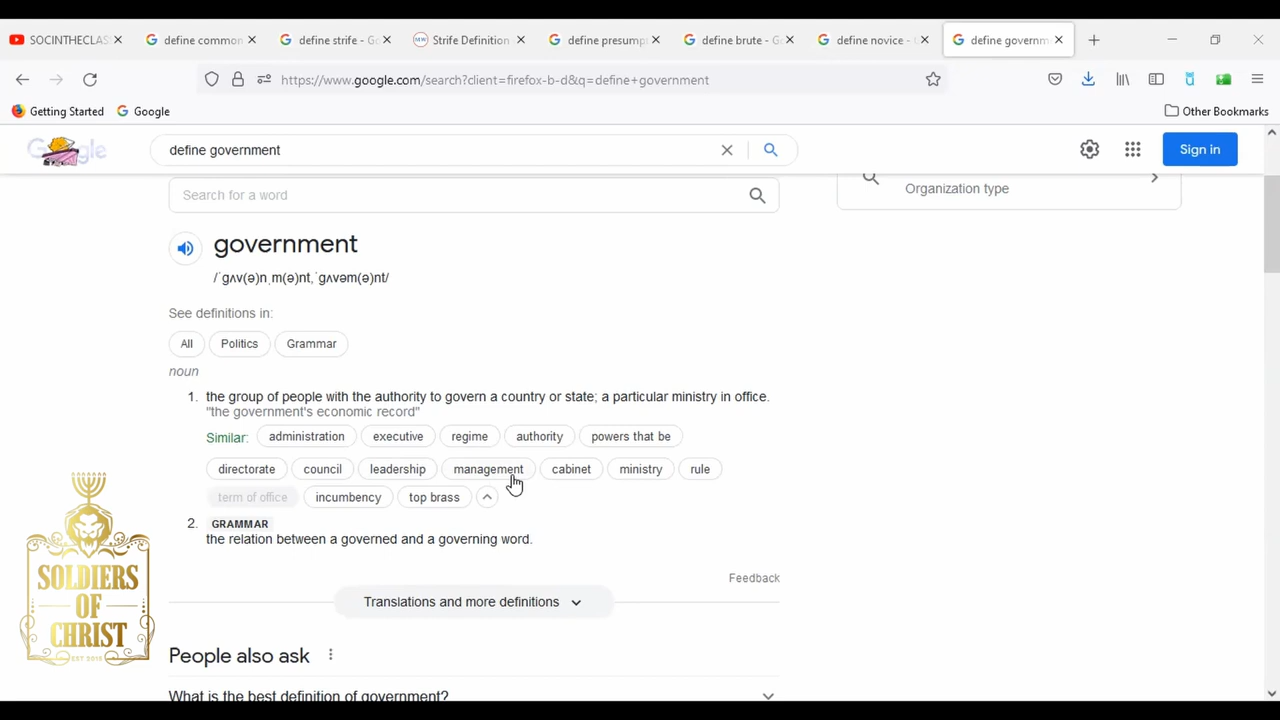 SOCINTHECLAS
define common
define strife - Go
Strife Definition
define presump
define brute - Go
define novice - G
define governm
https://www.google.com/search?client=firefox-b-d&q=define+government
Getting Started
Google
Other Bookmarks
define government
Sign in
Search for a word
Organization type
government
/ˈɡʌv(ə)nˌm(ə)nt,ˈɡʌvəm(ə)nt/
See definitions in:
All Politics Grammar
noun
1. the group of people with the authority to govern a country or state; a particular ministry in office.
"the government's economic record"
Similar: administration executive regime authority powers that be
directorate council leadership management cabinet ministry rule
term of office incumbency top brass
2. GRAMMAR
the relation between a governed and a governing word.
Feedback
Translations and more definitions
People also ask
What is the best definition of government?
SOLDIERS
OF
CHRIST
EST 2015